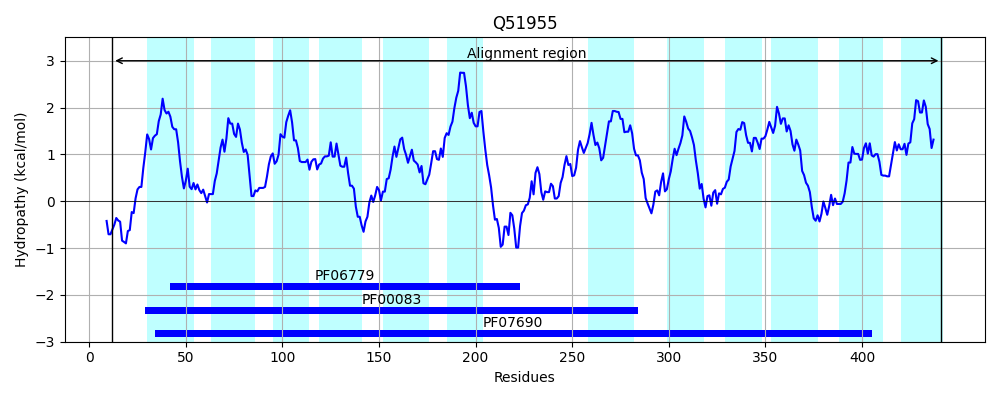 Q51955
Alignment region
Hydropathy (kcal/mol)
3
2
1
0
−1
−2
−3
PF06779
PF00083
PF07690
0 50 100 150 200 250 300 350 400
Residues